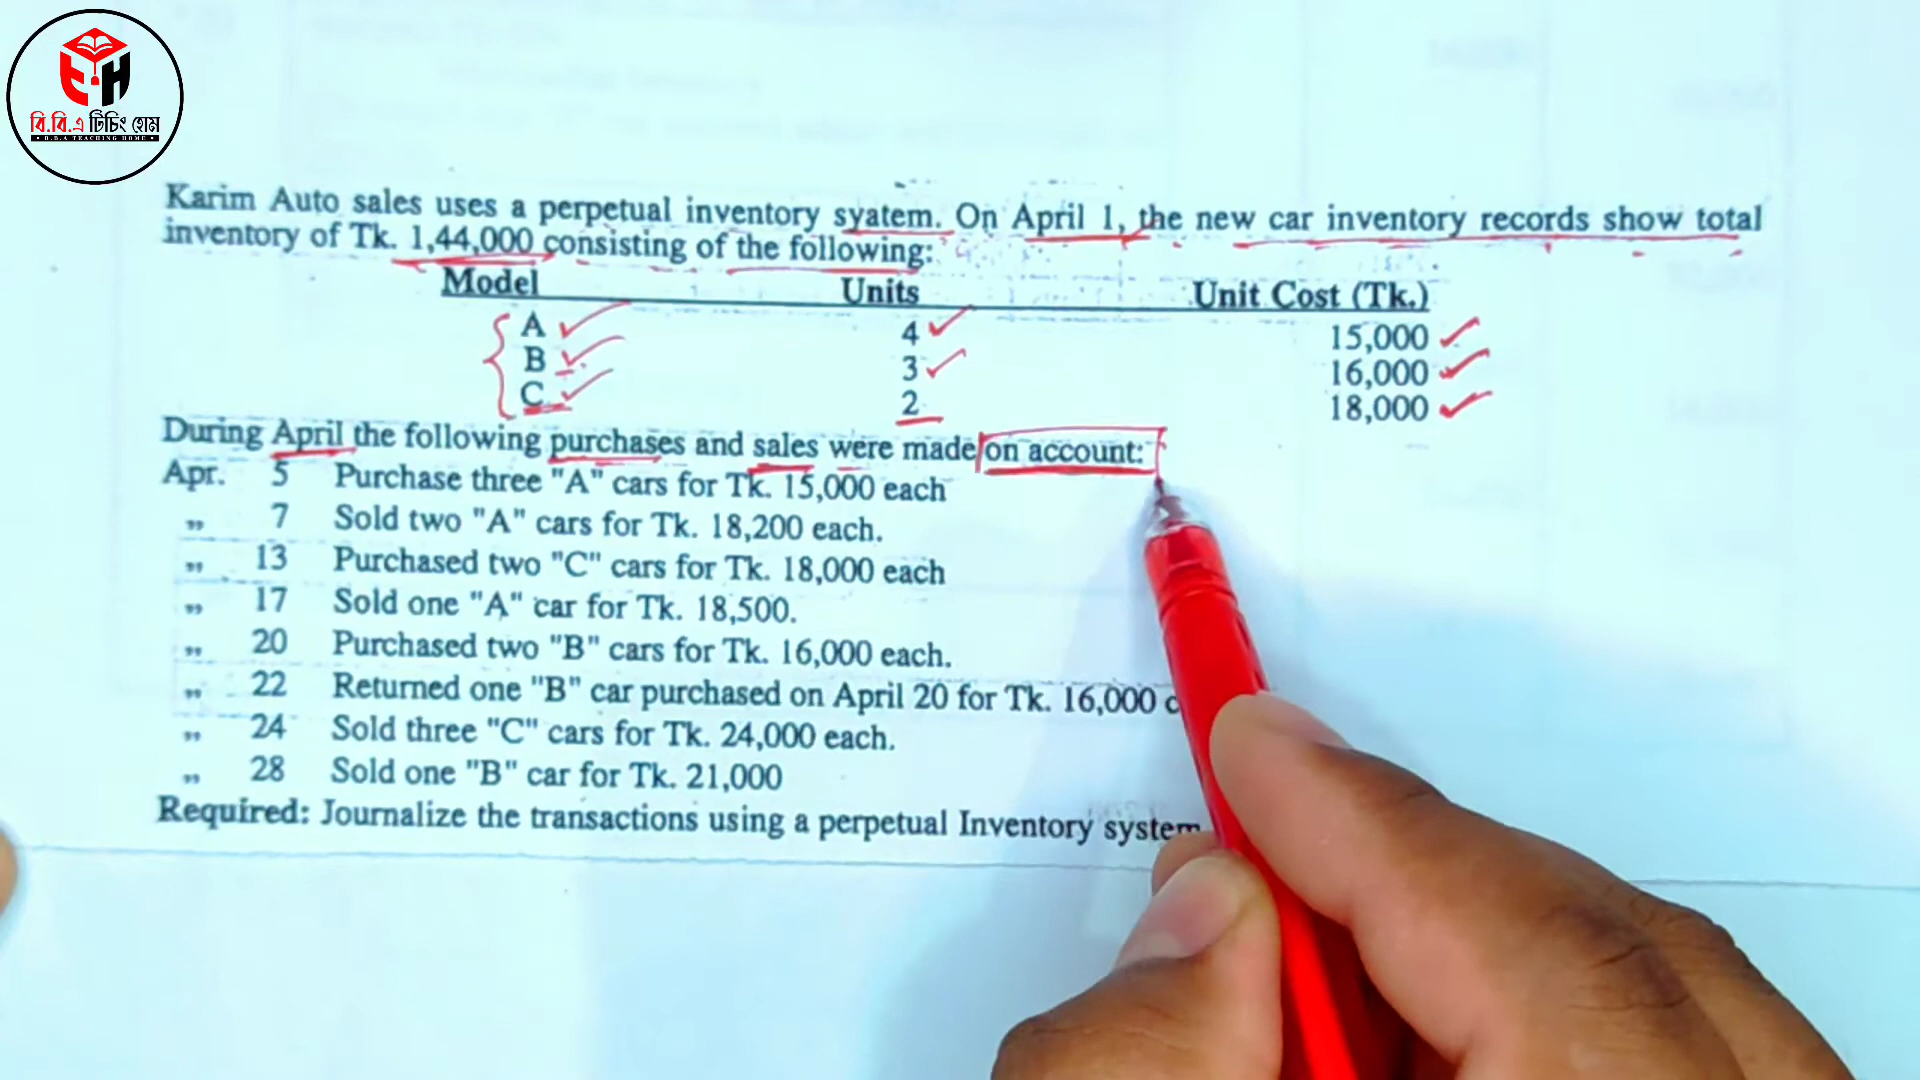 বি.বি.এ টিচিং হোম
B.B.A TEACHING HOME
Karim Auto sales uses a perpetual inventory syatem. On April 1, the new car inventory records show total
inventory of Tk. 1,44,000 consisting of the following:
Model Units Unit Cost (Tk.)
A 4 15,000
B 3 16,000
C 2 18,000
During April the following purchases and sales were made on account:
Apr. 5 Purchase three "A" cars for Tk. 15,000 each
" 7 Sold two "A" cars for Tk. 18,200 each.
" 13 Purchased two "C" cars for Tk. 18,000 each
" 17 Sold one "A" car for Tk. 18,500.
" 20 Purchased two "B" cars for Tk. 16,000 each.
" 22 Returned one "B" car purchased on April 20 for Tk. 16,000
" 24 Sold three "C" cars for Tk. 24,000 each.
" 28 Sold one "B" car for Tk. 21,000
Required: Journalize the transactions using a perpetual Inventory system